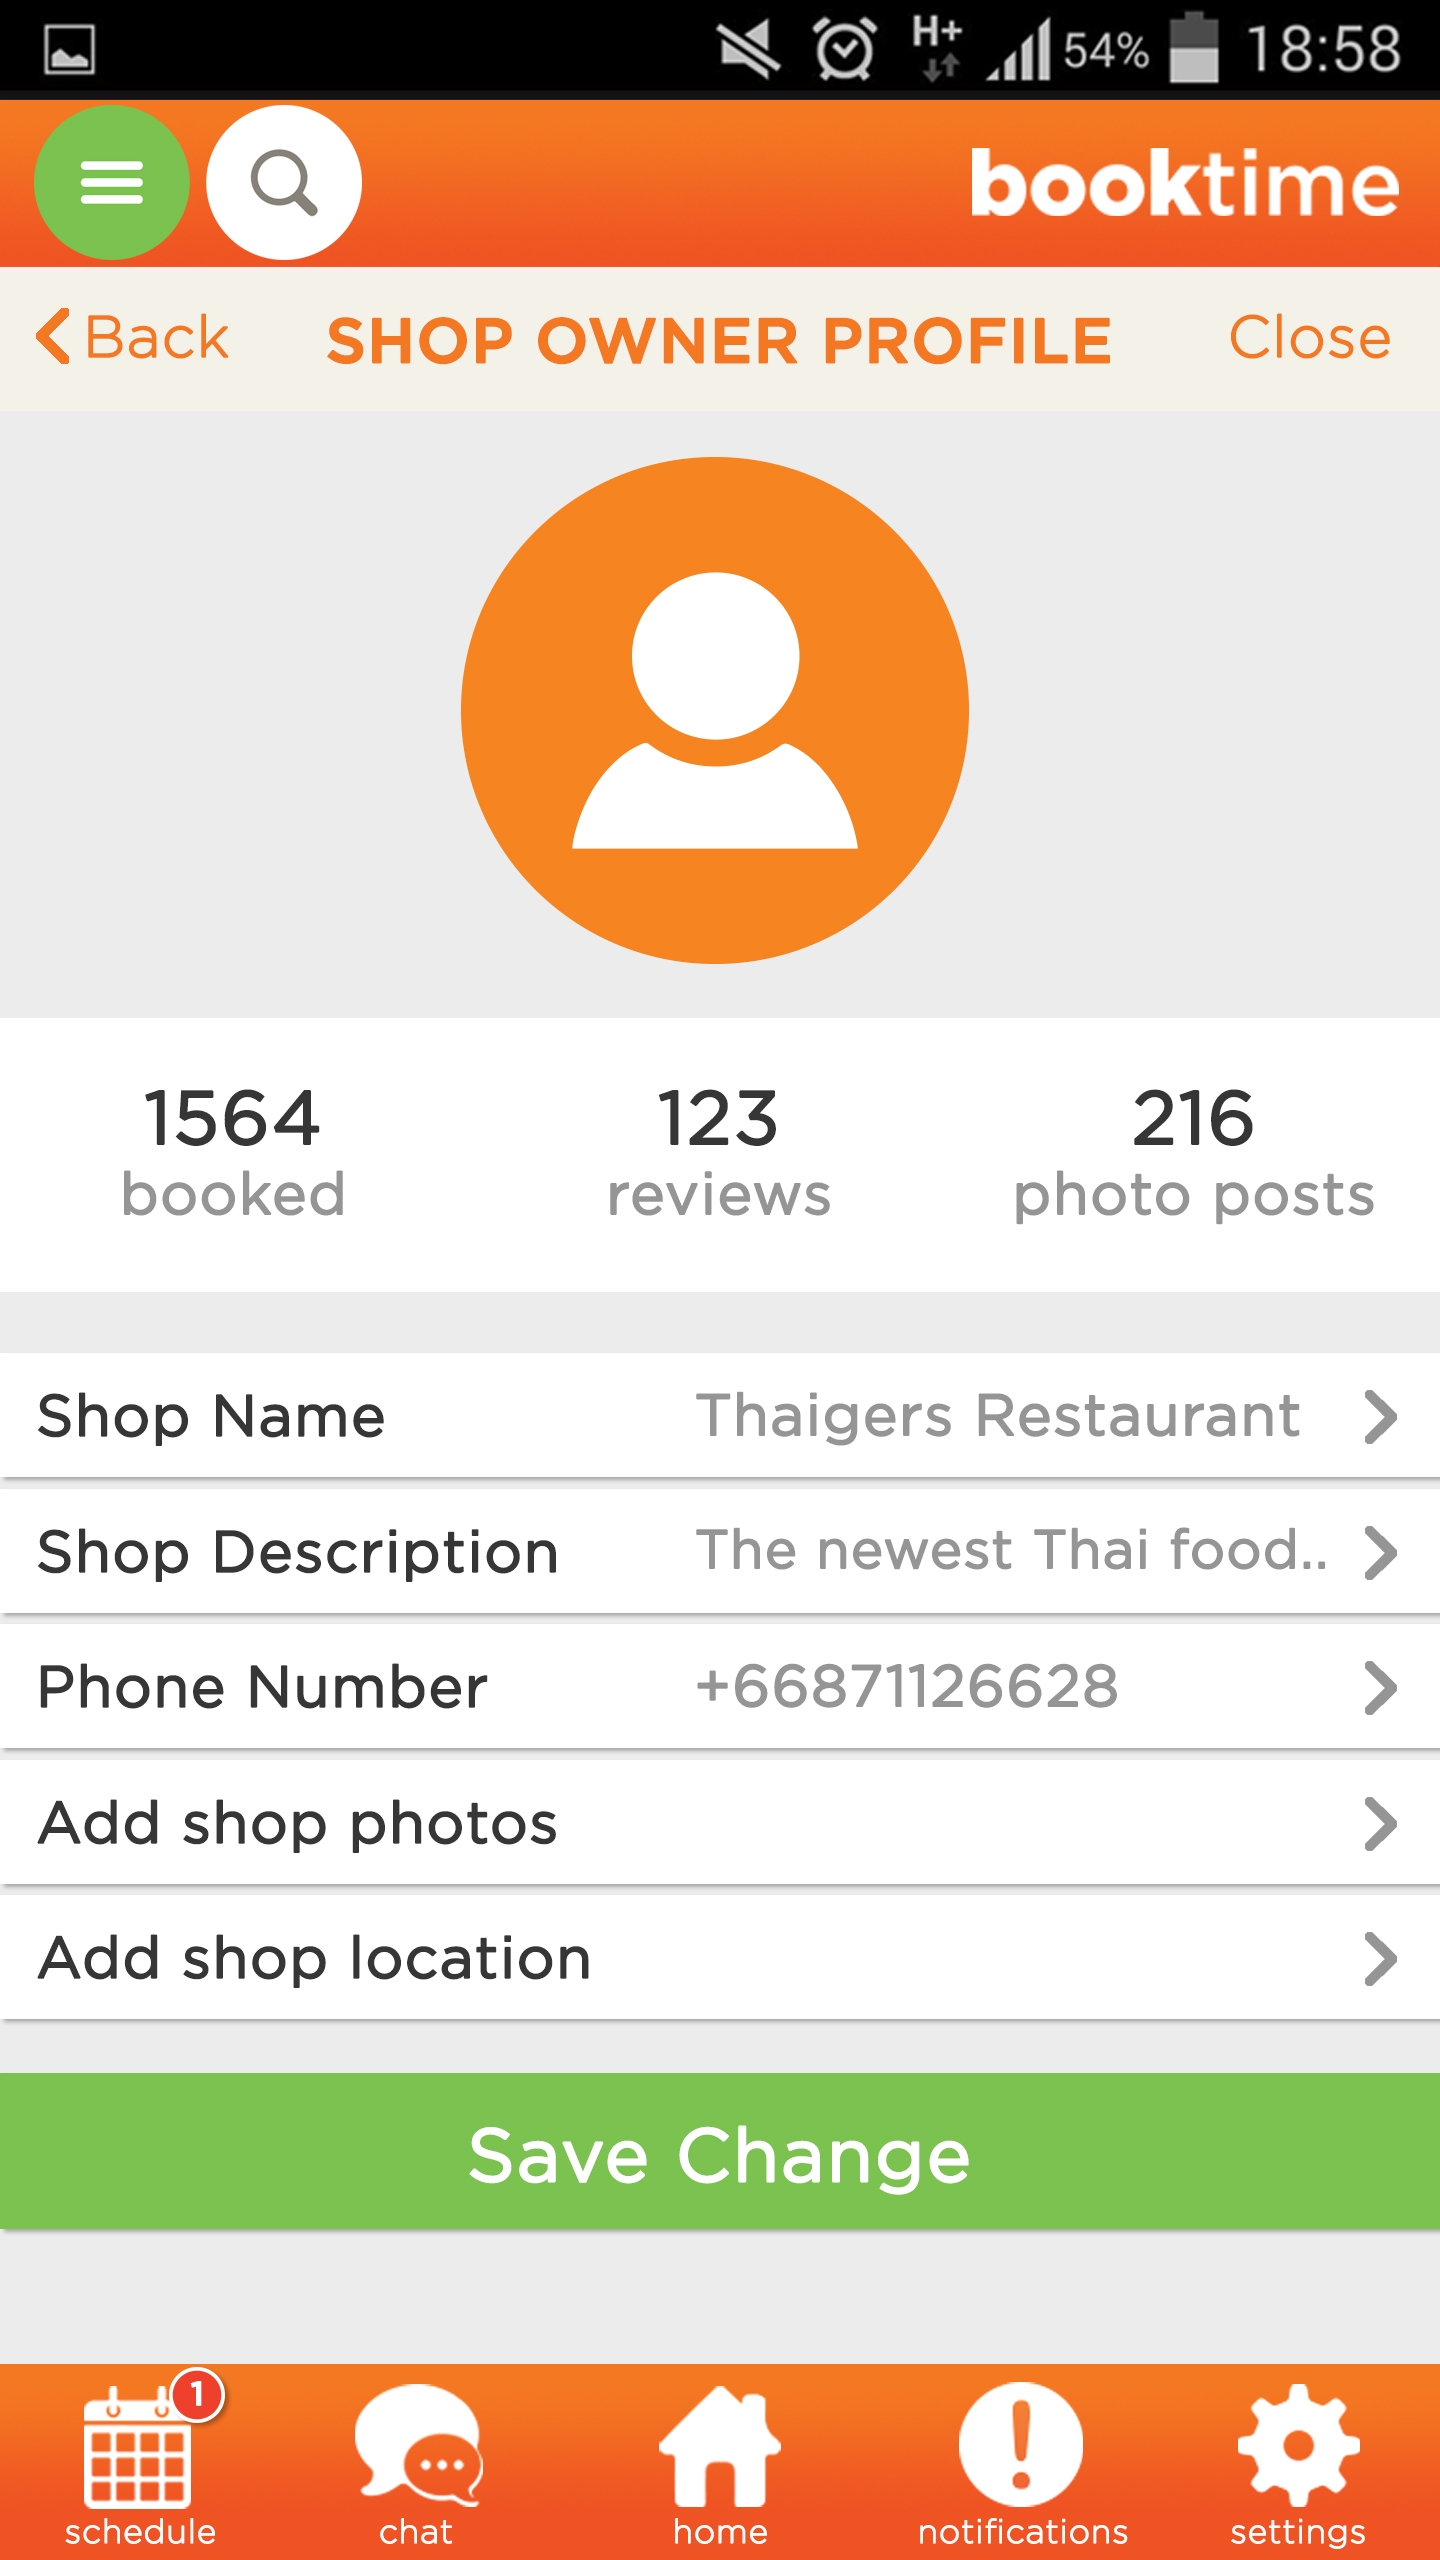 H+ 54% 18:58
booktime
Back SHOP OWNER PROFILE Close
1564 123 216
booked reviews photo posts
Shop Name Thaigers Restaurant
Shop Description The newest Thai food..
Phone Number +66871126628
Add shop photos
Add shop location
Save Change
1
schedule chat home notifications settings